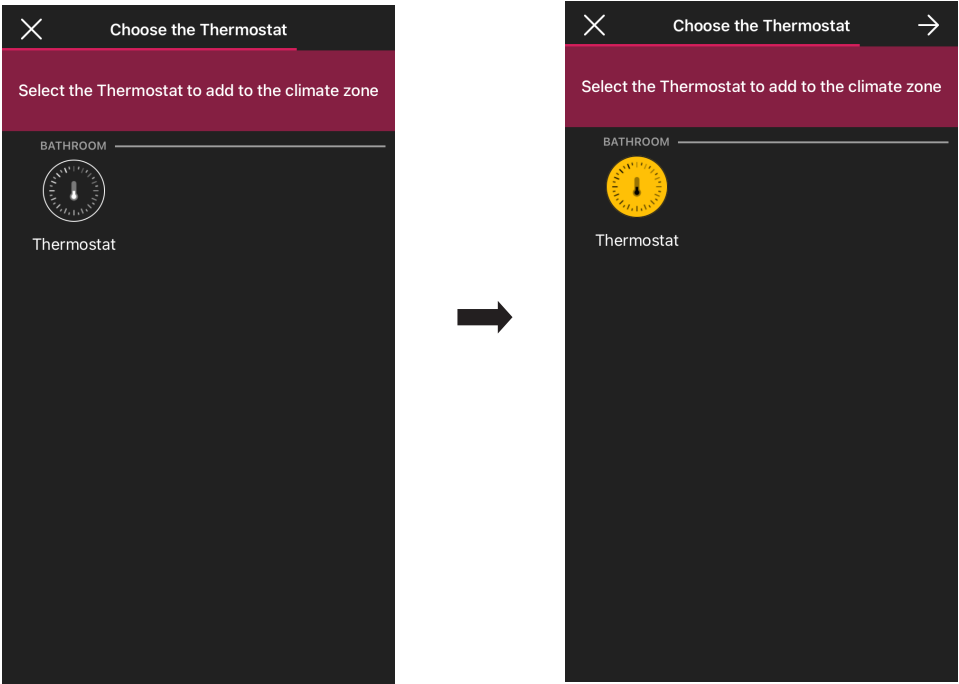 Choose the Thermostat
Select the Thermostat to add to the climate zone
BATHROOM
Thermostat
Choose the Thermostat
Select the Thermostat to add to the climate zone
BATHROOM
Thermostat